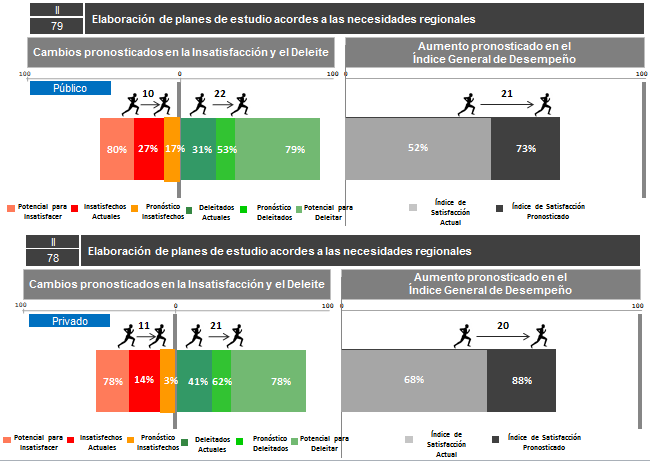 II
79
Elaboración de planes de estudio acordes a las necesidades regionales
Cambios pronosticados en la Insatisfacción y el Deleite
Aumento pronosticado en el
Índice General de Desempeño
100 0 100 0 100
Público
10 22 21
80% 27% 17% 31% 53% 79% 52% 73%
Potencial para Insatisfacer
Insatisfechos Actuales
Pronóstico Insatisfechos
Deleitados Actuales
Pronóstico Deleitados
Potencial para Deleitar
Índice de Satisfacción Actual
Índice de Satisfacción Pronosticado
II
78
Elaboración de planes de estudio acordes a las necesidades regionales
Cambios pronosticados en la Insatisfacción y el Deleite
Aumento pronosticado en el
Índice General de Desempeño
100 0 100 0 100
Privado
11 21 20
78% 14% 3% 41% 62% 78% 68% 88%
Potencial para Insatisfacer
Insatisfechos Actuales
Pronóstico Insatisfechos
Deleitados Actuales
Pronóstico Deleitados
Potencial para Deleitar
Índice de Satisfacción Actual
Índice de Satisfacción Pronosticado